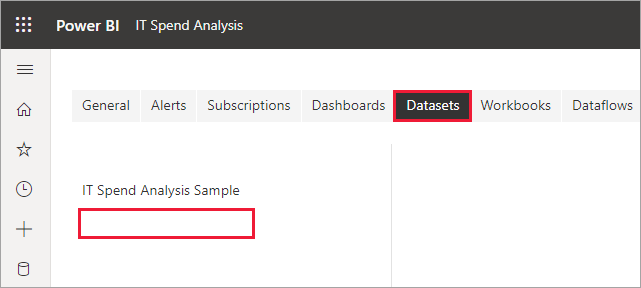 Power BI IT Spend Analysis
General Alerts Subscriptions Dashboards Datasets Workbooks Dataflows
IT Spend Analysis Sample